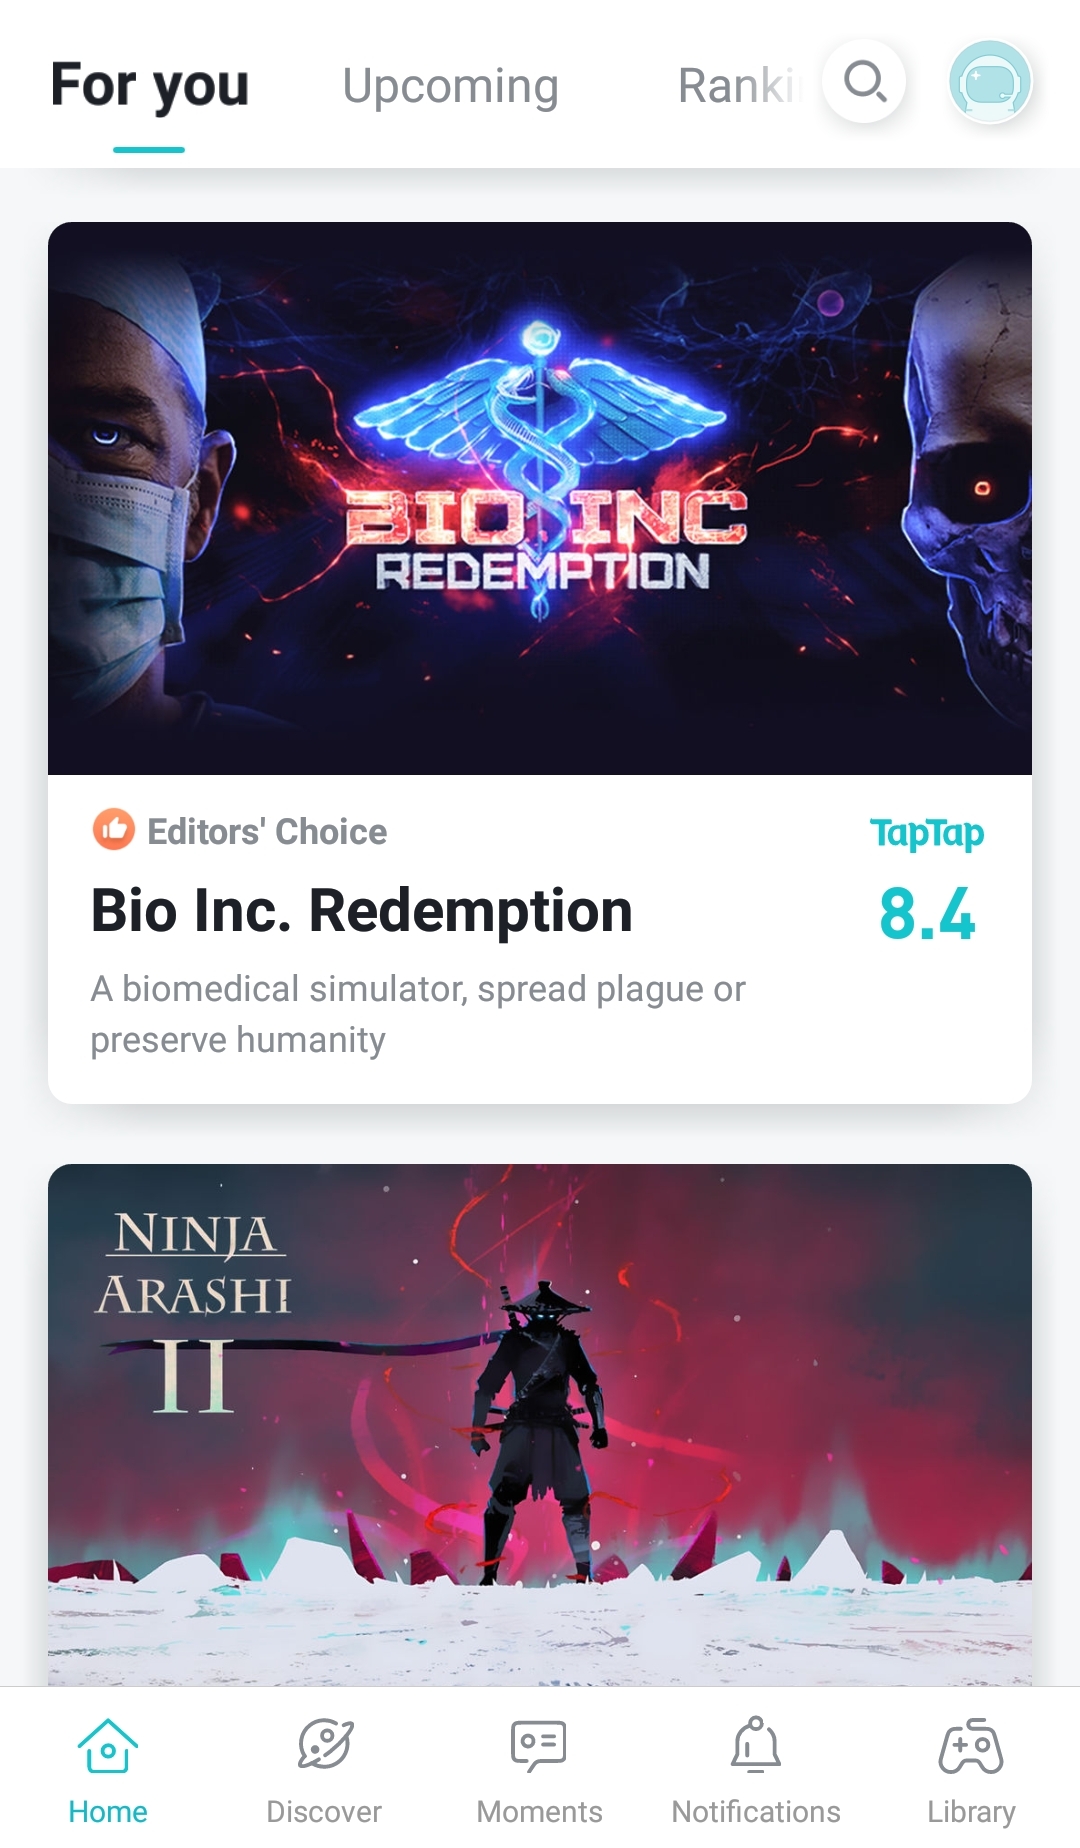 For you
Upcoming
Ranki
BIO INC
REDEMPTION
Editors' Choice
TapTap
Bio Inc. Redemption
8.4
A biomedical simulator, spread plague or
preserve humanity
NINJA
ARASHI
II
Home
Discover
Moments
Notifications
Library